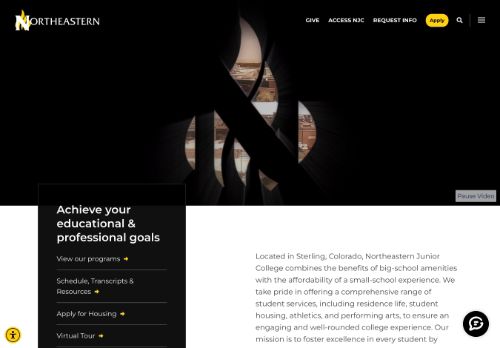 NORTHEASTERN
GIVE ACCESS NJC REQUEST INFO Apply
Pause Video
Achieve your
educational &
professional goals
View our programs
Schedule, Transcripts &
Resources
Apply for Housing
Virtual Tour
Located in Sterling, Colorado, Northeastern Junior
College combines the benefits of big-school amenities
with the affordability of a small-school experience. We
take pride in offering a comprehensive range of
student services, including residence life, student
housing, athletics, and performing arts, to ensure an
engaging and well-rounded college experience. Our
mission is to foster excellence in every student by